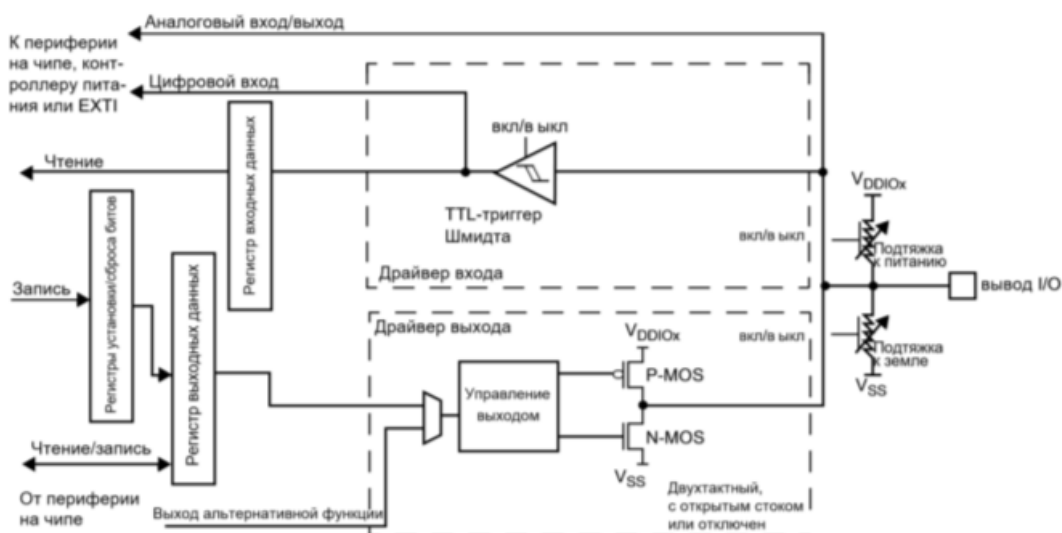 Аналоговый вход/выход
К периферии
на чипе, конт-
роллеру пита-
ния или EXTI
Цифровой вход
вкл/в ыкл
Чтение
TTL-триггер
Шмидта
Драйвер входа
Регистр входных данных
VDDIOx
вкл/в ыкл
Подтяжка
к питанию
вывод I/O
Запись
Регистры установки/сброса битов
Регистр выходных данных
Драйвер выхода
VDDIOx
вкл/в ыкл
Подтяжка
к земле
VSS
P-MOS
Управление
выходом
N-MOS
VSS
Чтение/запись
От периферии
на чипе
Выход альтернативной функции
Двухтактный,
с открытым стоком
или отключен